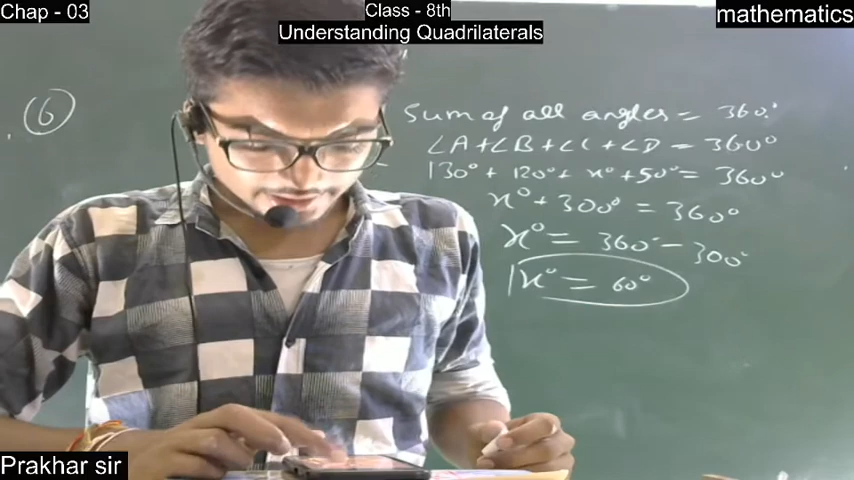 Chap - 03
Class - 8th
mathematics
Understanding Quadrilaterals
6
Sum of all angles = 360°
∠A+∠B+∠C+∠D = 360°
130° + 120° + x° + 50° = 360°
x° + 300° = 360°
x° = 360° - 300°
x° = 60°
Prakhar sir